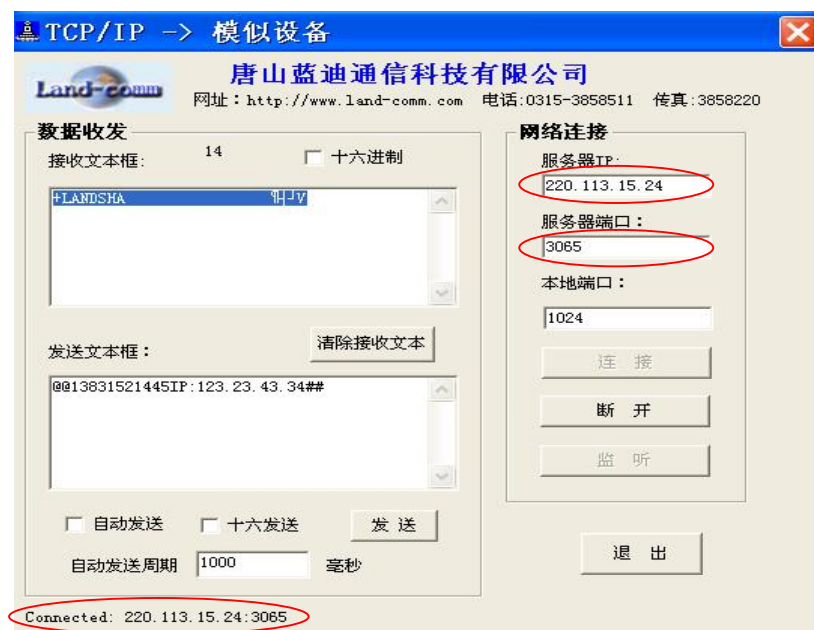 TCP/IP -> 模似设备
Land-comm
唐山蓝迪通信科技有限公司
网址：http://www.land-comm.com 电话:0315-3858511 传真:3858220
数据收发
接收文本框: 14 十六进制
+LANDSHA
清除接收文本
发送文本框：
@@13831521445IP:123.23.43.34##
自动发送 十六发送 发 送
自动发送周期 1000 毫秒
网络连接
服务器IP:
220.113.15.24
服务器端口：
3065
本地端口：
1024
连 接
断 开
监 听
退 出
Connected: 220.113.15.24:3065